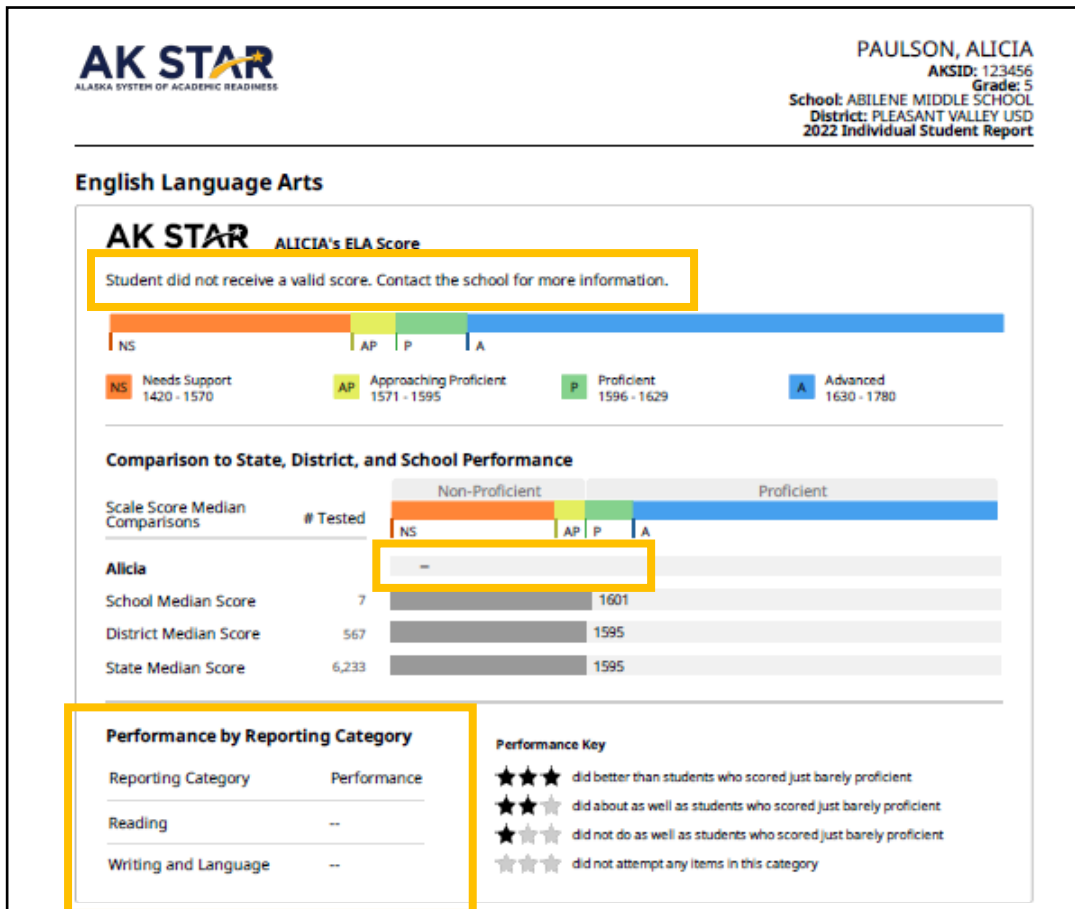 AK STAR
ALASKA SYSTEM OF ACADEMIC READINESS
PAULSON, ALICIA
AKSID: 123456
Grade: 5
School: ABILENE MIDDLE SCHOOL
District: PLEASANT VALLEY USD
2022 Individual Student Report
English Language Arts
AK STAR ALICIA's ELA Score
Student did not receive a valid score. Contact the school for more information.
NS AP P A
NS Needs Support AP Approaching Proficient P Proficient A Advanced
1420 - 1570 1571 - 1595 1596 - 1629 1630 - 1780
Comparison to State, District, and School Performance
Non-Proficient Proficient
Scale Score Median
Comparisons
# Tested
NS AP P A
Alicia --
School Median Score 7 1601
District Median Score 567 1595
State Median Score 6,233 1595
Performance by Reporting Category
Reporting Category Performance
Reading --
Writing and Language --
Performance Key
did better than students who scored just barely proficient
did about as well as students who scored just barely proficient
did not do as well as students who scored just barely proficient
did not attempt any items in this category